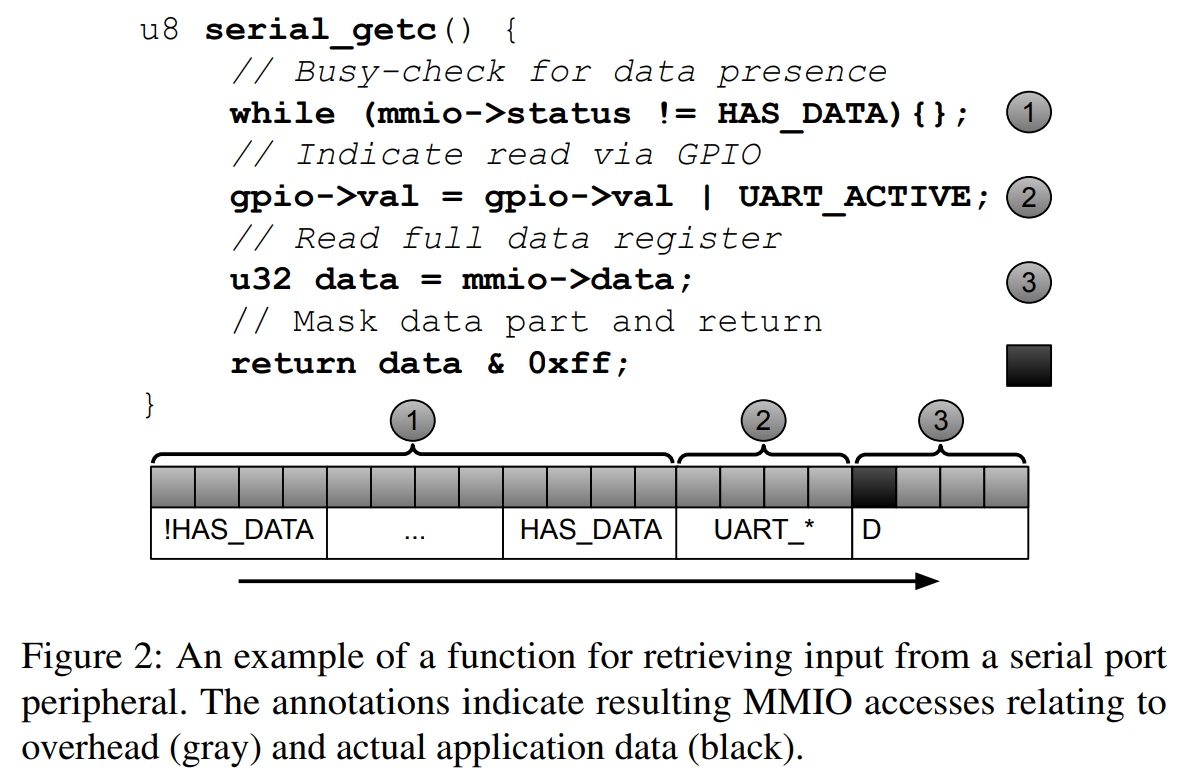 u8 serial_getc() {
// Busy-check for data presence
while (mmio->status != HAS_DATA){}; 1
// Indicate read via GPIO
gpio->val = gpio->val | UART_ACTIVE; 2
// Read full data register
u32 data = mmio->data; 3
// Mask data part and return
return data & 0xff;
}
1 2 3
!HAS_DATA ... HAS_DATA UART_* D
Figure 2: An example of a function for retrieving input from a serial port
peripheral. The annotations indicate resulting MMIO accesses relating to
overhead (gray) and actual application data (black).